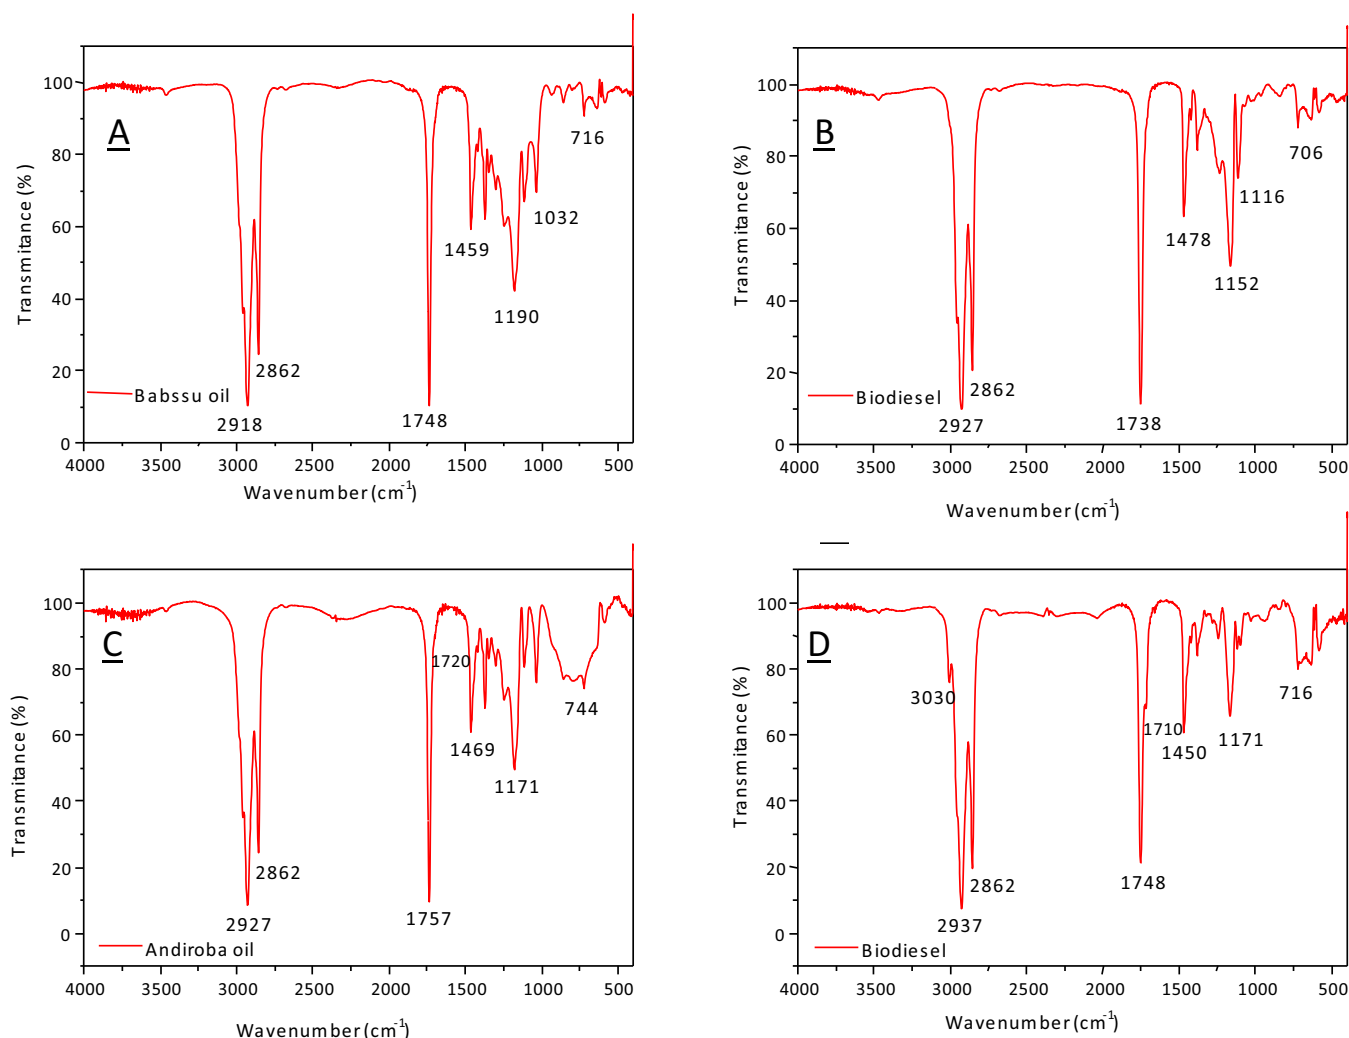 A
Transmitance (%)
100
80
60
40
20
0
716
1032
1459
1190
2862
2918
1748
Babssu oil
4000 3500 3000 2500 2000 1500 1000 500
Wavenumber (cm-1)
B
Transmitance (%)
100
80
60
40
20
0
706
1116
1478
1152
2862
2927
1738
Biodiesel
4000 3500 3000 2500 2000 1500 1000 500
Wavenumber (cm-1)
C
Transmitance (%)
100
80
60
40
20
0
1720
744
1469
1171
2862
2927
1757
Andiroba oil
4000 3500 3000 2500 2000 1500 1000 500
Wavenumber (cm-1)
D
Transmitance (%)
100
80
60
40
20
0
3030
716
1710
1171
1450
2862
1748
2937
Biodiesel
4000 3500 3000 2500 2000 1500 1000 500
Wavenumber (cm-1)